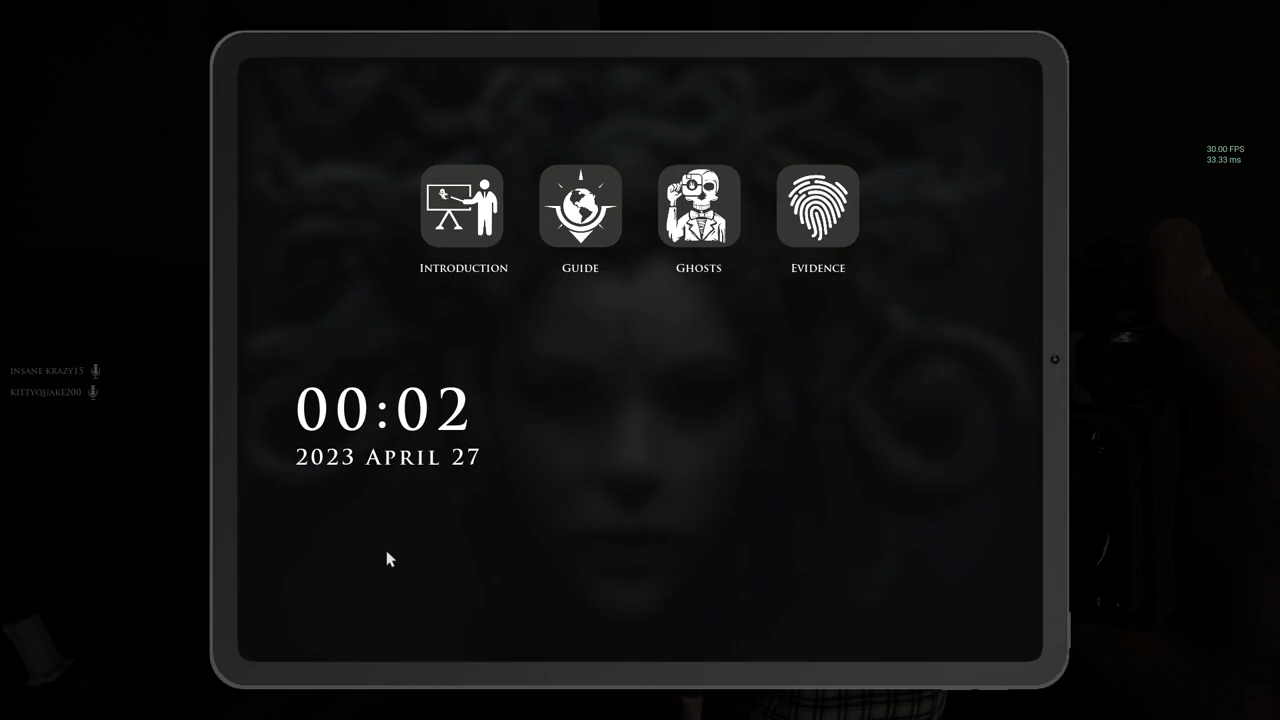 30.00 FPS
33.33 ms
INTRODUCTION
GUIDE
GHOSTS
EVIDENCE
INSANE KRAZY15
KITTYQUAKE200
00:02
2023 APRIL 27